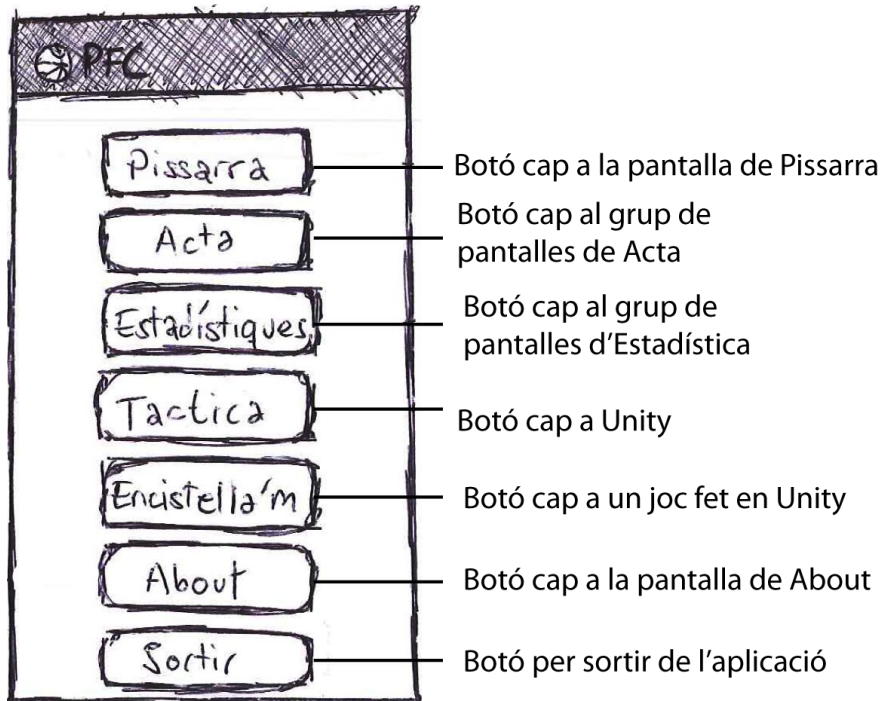 PFC
Pissarra
Botó cap a la pantalla de Pissarra
Acta
Botó cap al grup de
pantalles de Acta
Estadístiques
Botó cap al grup de
pantalles d’Estadística
Tactica
Botó cap a Unity
Encistella'm
Botó cap a un joc fet en Unity
About
Botó cap a la pantalla de About
Sortir
Botó per sortir de l’aplicació